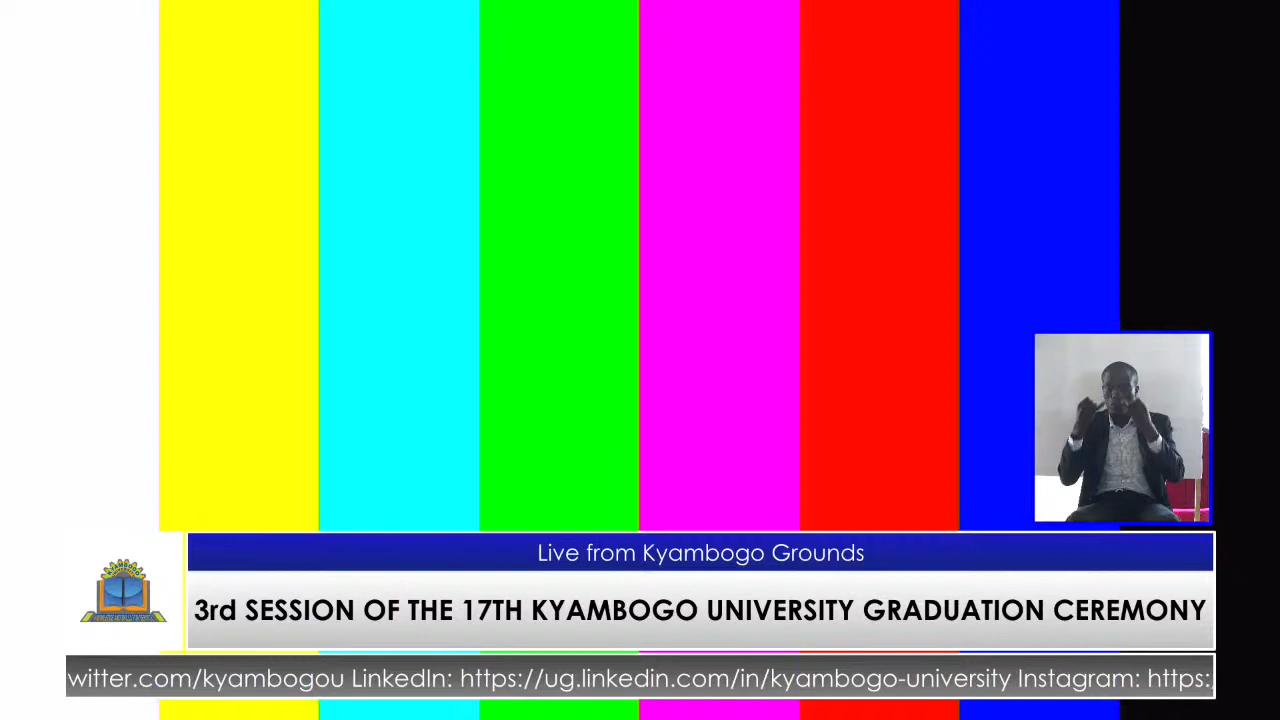 KYAMBOGO
Live from Kyambogo Grounds
3rd SESSION OF THE 17TH KYAMBOGO UNIVERSITY GRADUATION CEREMONY
witter.com/kyambogou LinkedIn: https://ug.linkedin.com/in/kyambogo-university Instagram: https: